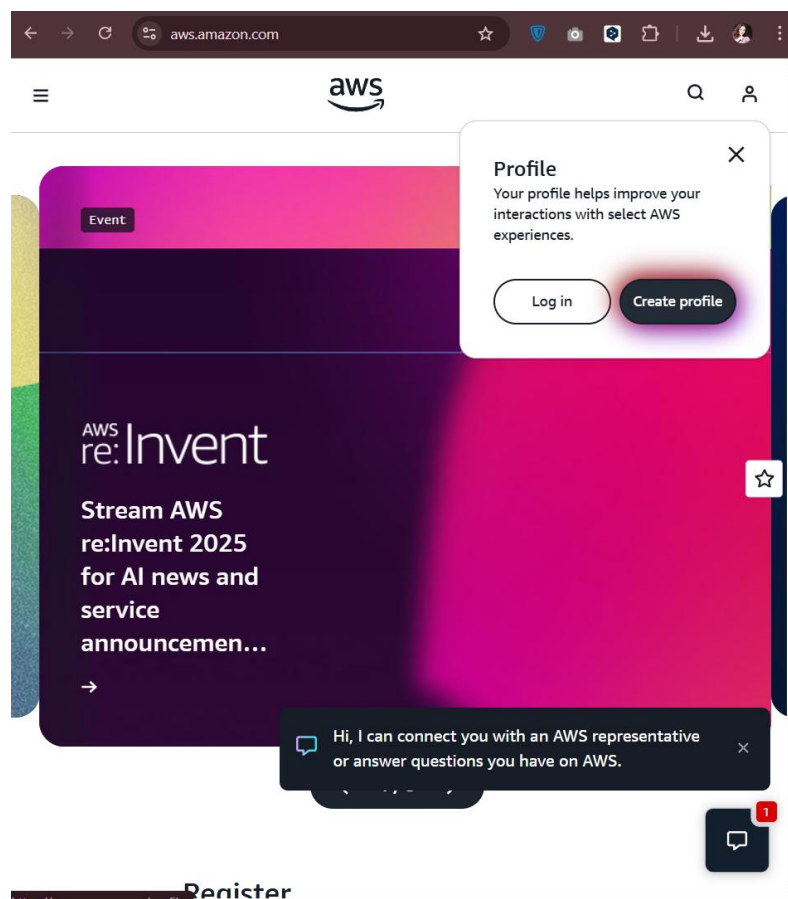 aws.amazon.com
aws
Profile
Your profile helps improve your
interactions with select AWS
experiences.
Log in
Create profile
Event
AWS
re:Invent
Stream AWS
re:Invent 2025
for AI news and
service
announcemen...
Hi, I can connect you with an AWS representative
or answer questions you have on AWS.
1
Register